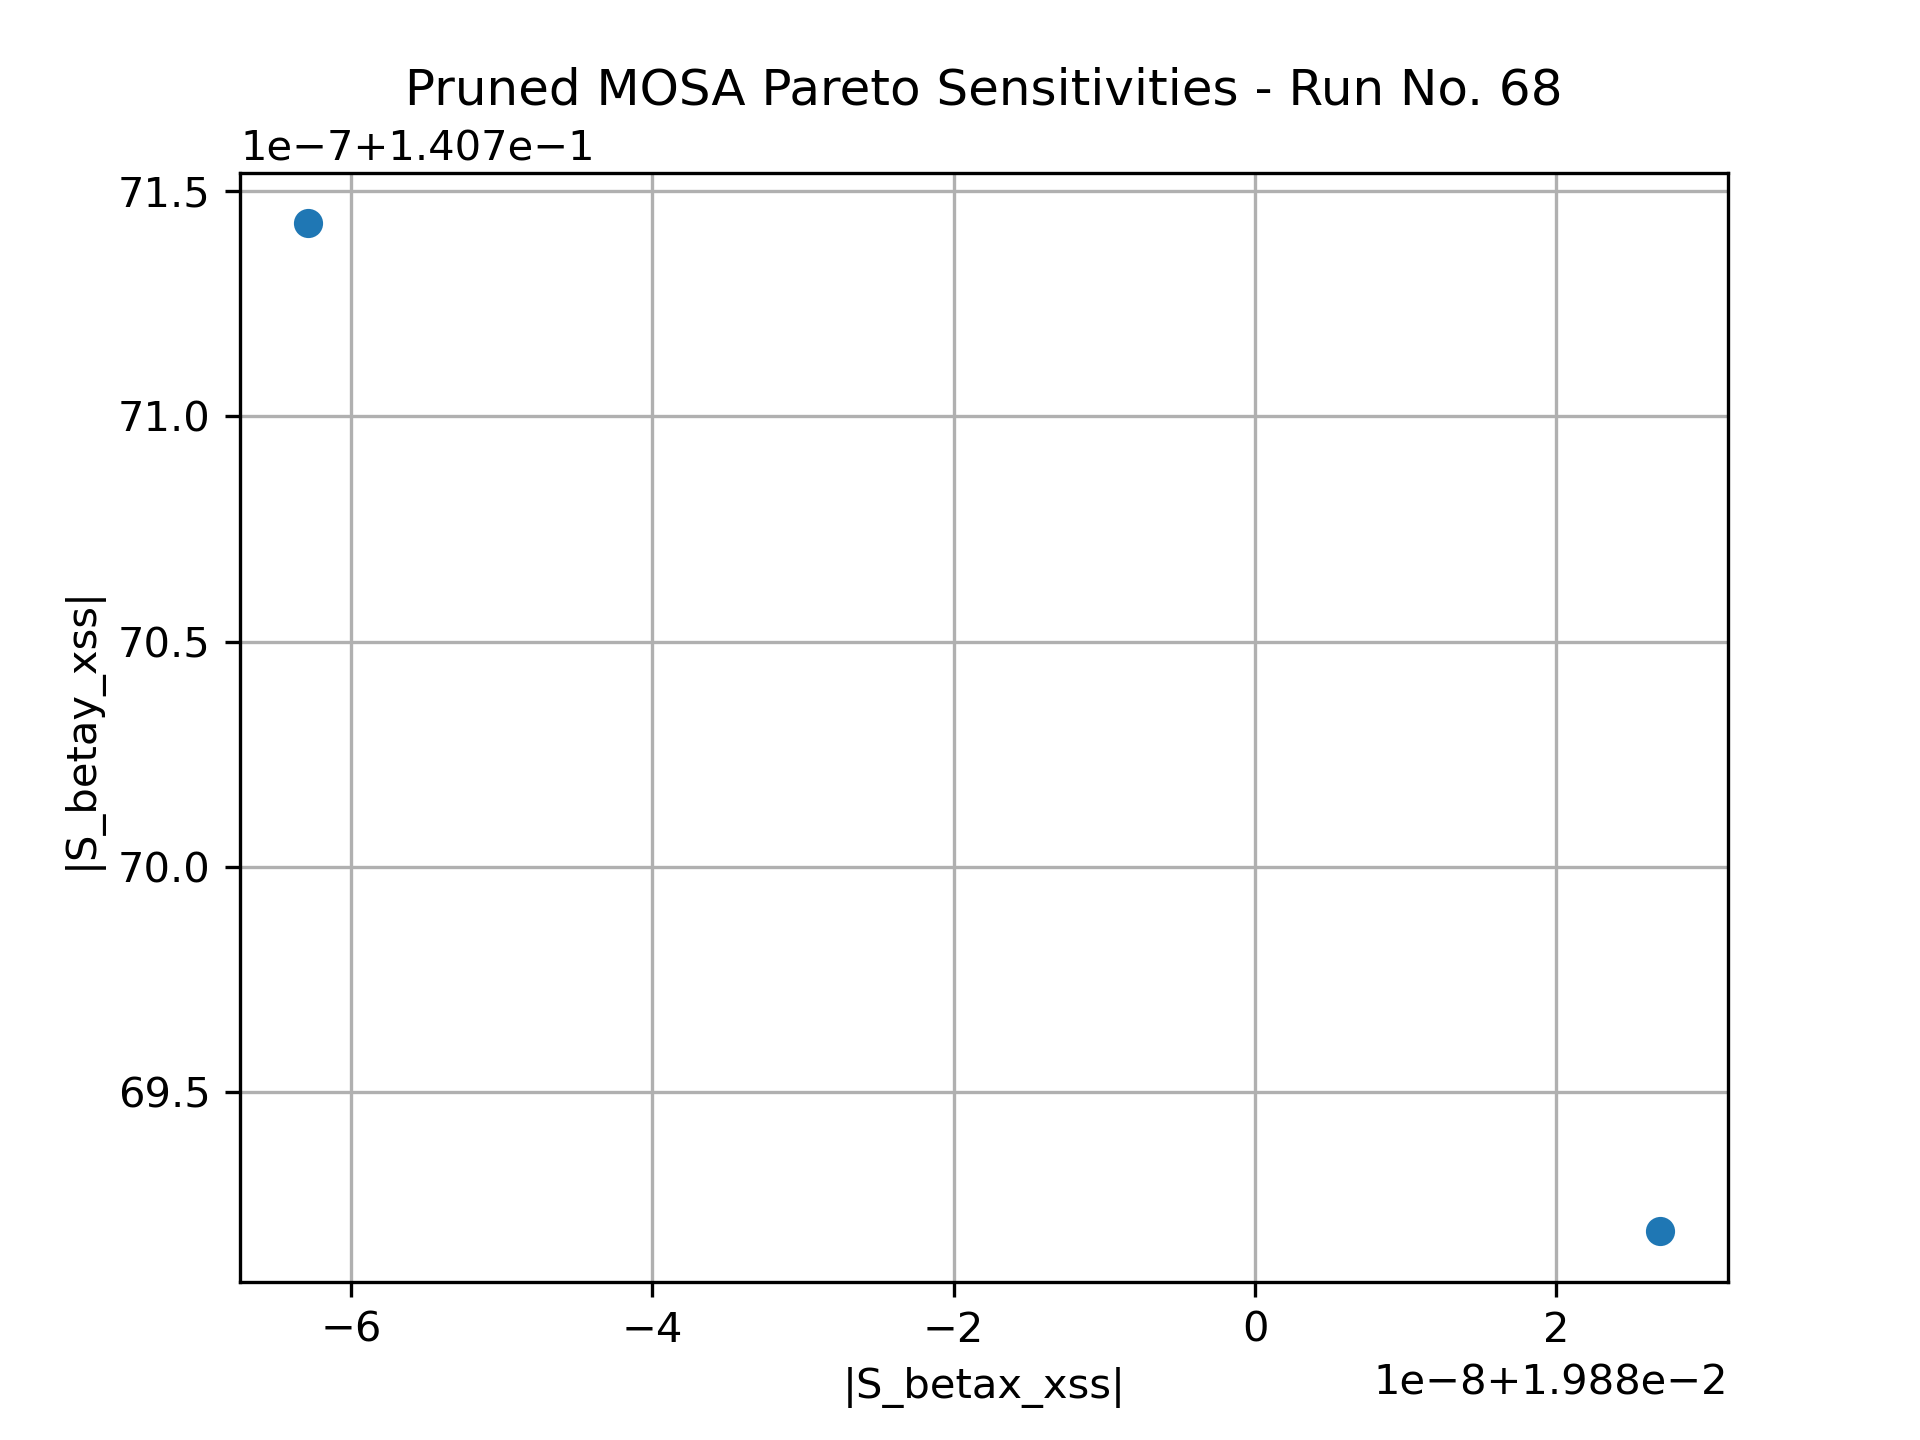 Pruned MOSA Pareto Sensitivities - Run No. 68
1e−7+1.407e−1
71.5
71.0
70.5
70.0
69.5
|S_betay_xss|
−6
−4
−2
0
2
1e−8+1.988e−2
|S_betax_xss|